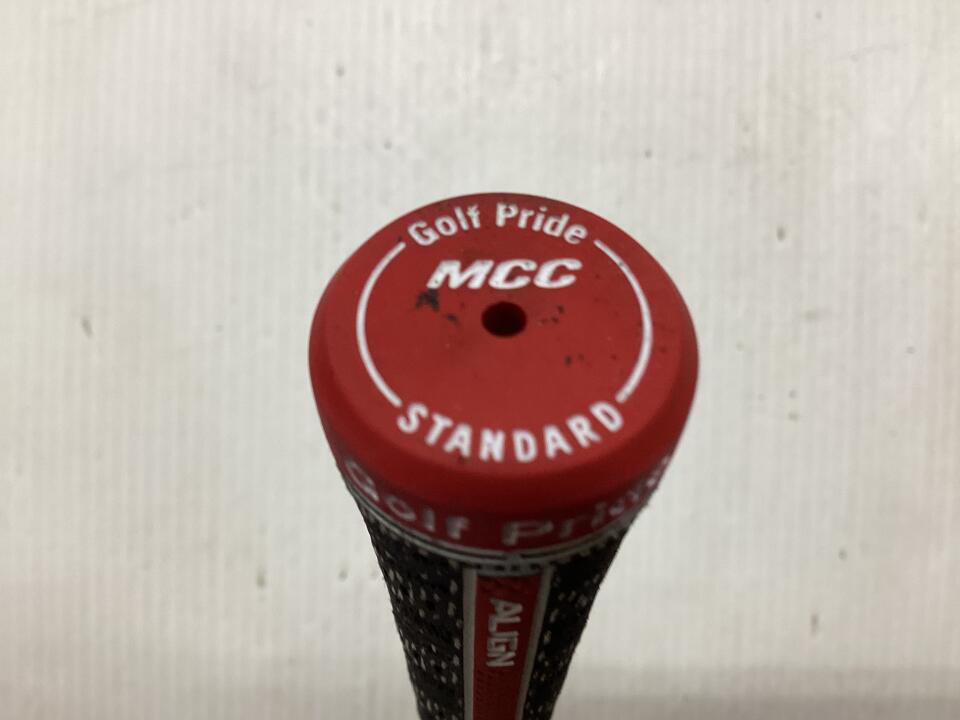 Golf Pride
MCC
STANDARD
Golf Pride
ALIGN